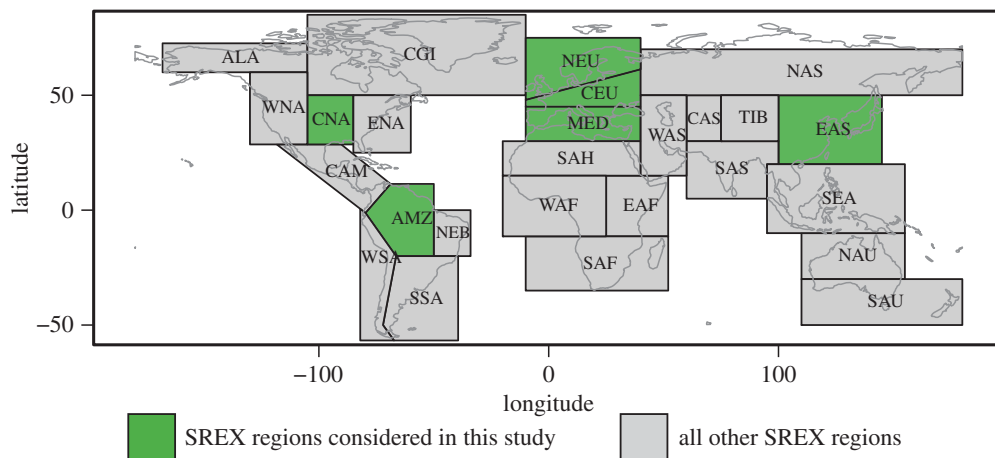 ALA
CGI
NEU
NAS
WNA
CNA
ENA
CEU
MED
WAS
CAS
TIB
EAS
SAH
SAS
CAM
WAF
EAF
SEA
AMZ
NEB
WSA
SSA
SAF
NAU
SAU
latitude
50
0
−50
−100
0
100
longitude
SREX regions considered in this study
all other SREX regions